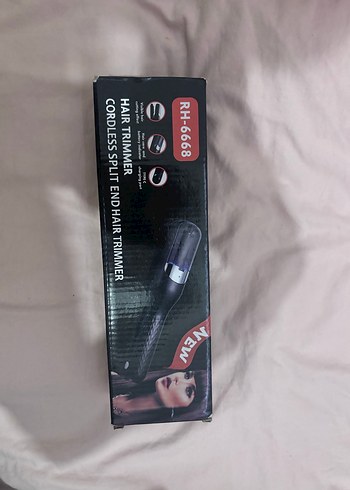 RH-6668
HAIR TRIMMER
CORDLESS SPLIT END HAIR TRIMMER
NEW